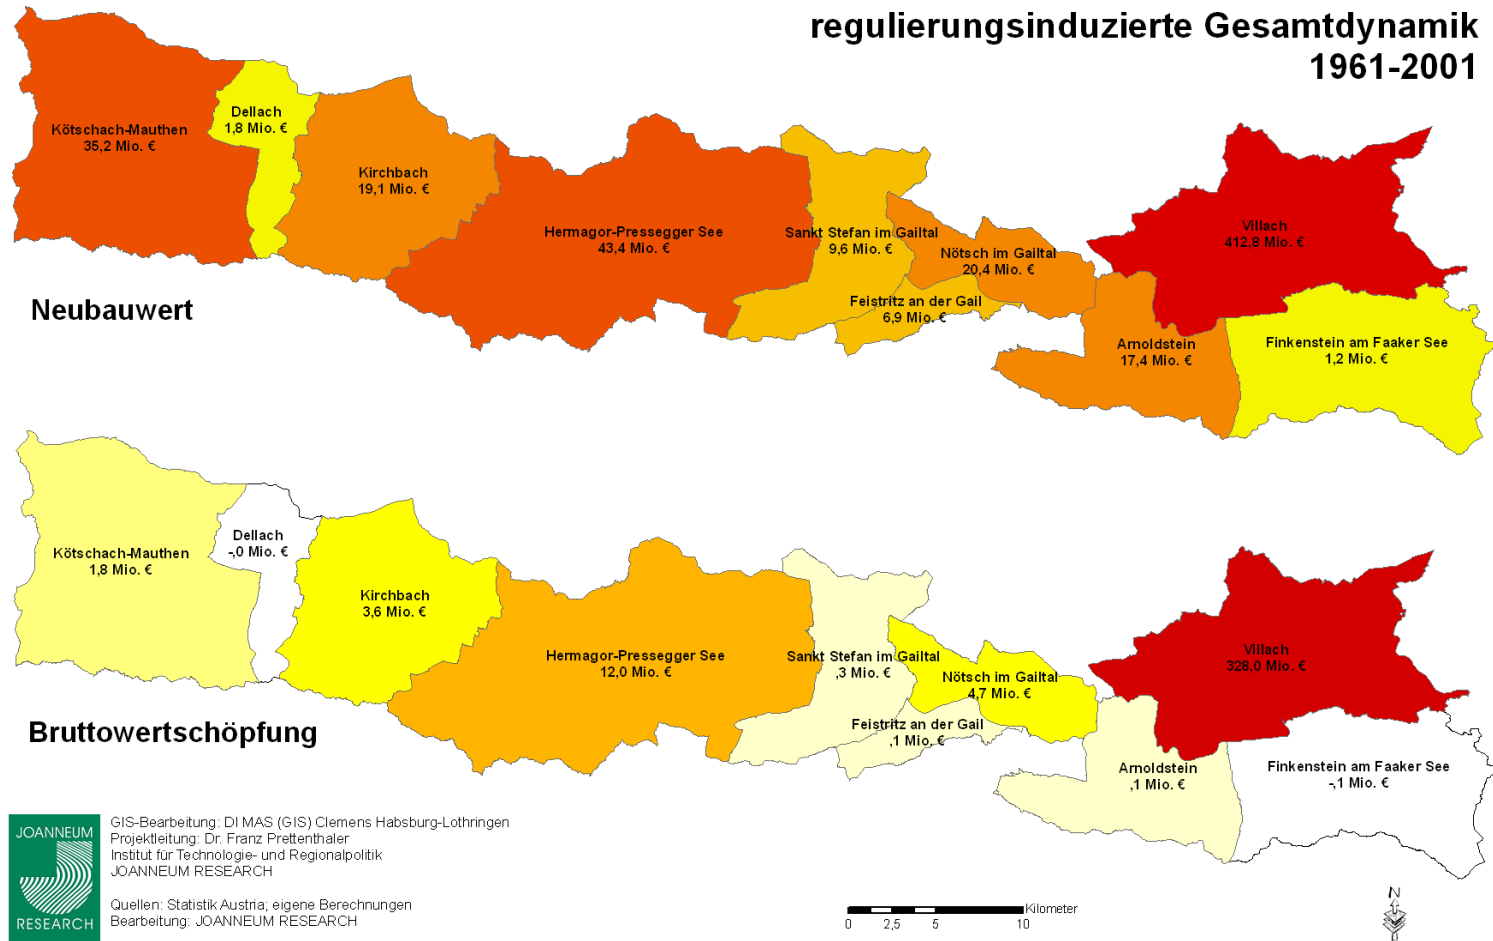 regulierungsinduzierte Gesamtdynamik
1961-2001
Kötschach-Mauthen
35,2 Mio. €
Dellach
1,8 Mio. €
Kirchbach
19,1 Mio. €
Hermagor-Pressegger See
43,4 Mio. €
Sankt Stefan im Gailtal
9,6 Mio. €
Nötsch im Gailtal
20,4 Mio. €
Feistritz an der Gail
6,9 Mio. €
Villach
412,8 Mio. €
Arnoldstein
17,4 Mio. €
Finkenstein am Faaker See
1,2 Mio. €
Neubauwert
Kötschach-Mauthen
1,8 Mio. €
Dellach
-,0 Mio. €
Kirchbach
3,6 Mio. €
Hermagor-Pressegger See
12,0 Mio. €
Sankt Stefan im Gailtal
,3 Mio. €
Nötsch im Gailtal
4,7 Mio. €
Feistritz an der Gail
,1 Mio. €
Villach
328,0 Mio. €
Arnoldstein
,1 Mio. €
Finkenstein am Faaker See
-,1 Mio. €
Bruttowertschöpfung
JOANNEUM
RESEARCH
GIS-Bearbeitung: DI MAS (GIS) Clemens Habsburg-Lothringen
Projektleitung: Dr. Franz Prettenthaler
Institut für Technologie- und Regionalpolitik
JOANNEUM RESEARCH
Quellen: Statistik Austria; eigene Berechnungen
Bearbeitung: JOANNEUM RESEARCH
Kilometer
0 2,5 5 10
N